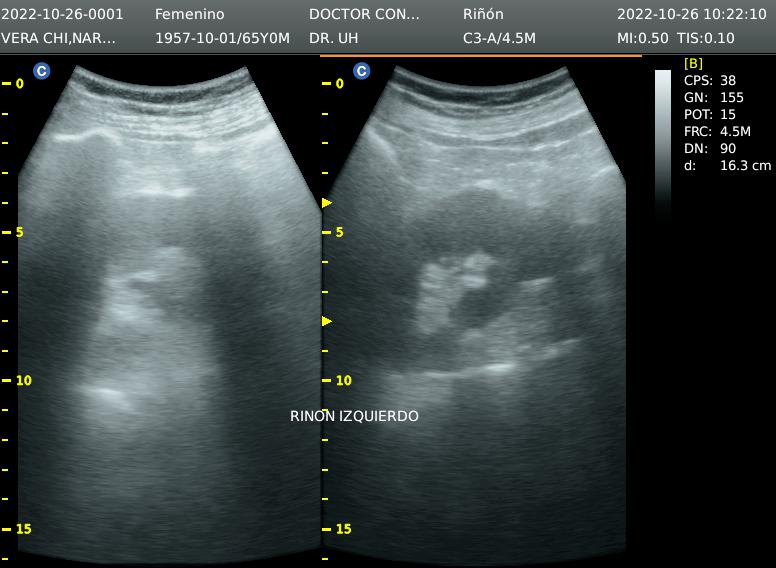 2022-10-26-0001 Femenino DOCTOR CON... Riñón 2022-10-26 10:22:10
VERA CHI,NAR... 1957-10-01/65Y0M DR. UH C3-A/4.5M MI:0.50 TIS:0.10
C C [B]
0 0 CPS: 38
GN: 155
POT: 15
FRC: 4.5M
DN: 90
d: 16.3 cm
5 5
10 10
RINON IZQUIERDO
15 15